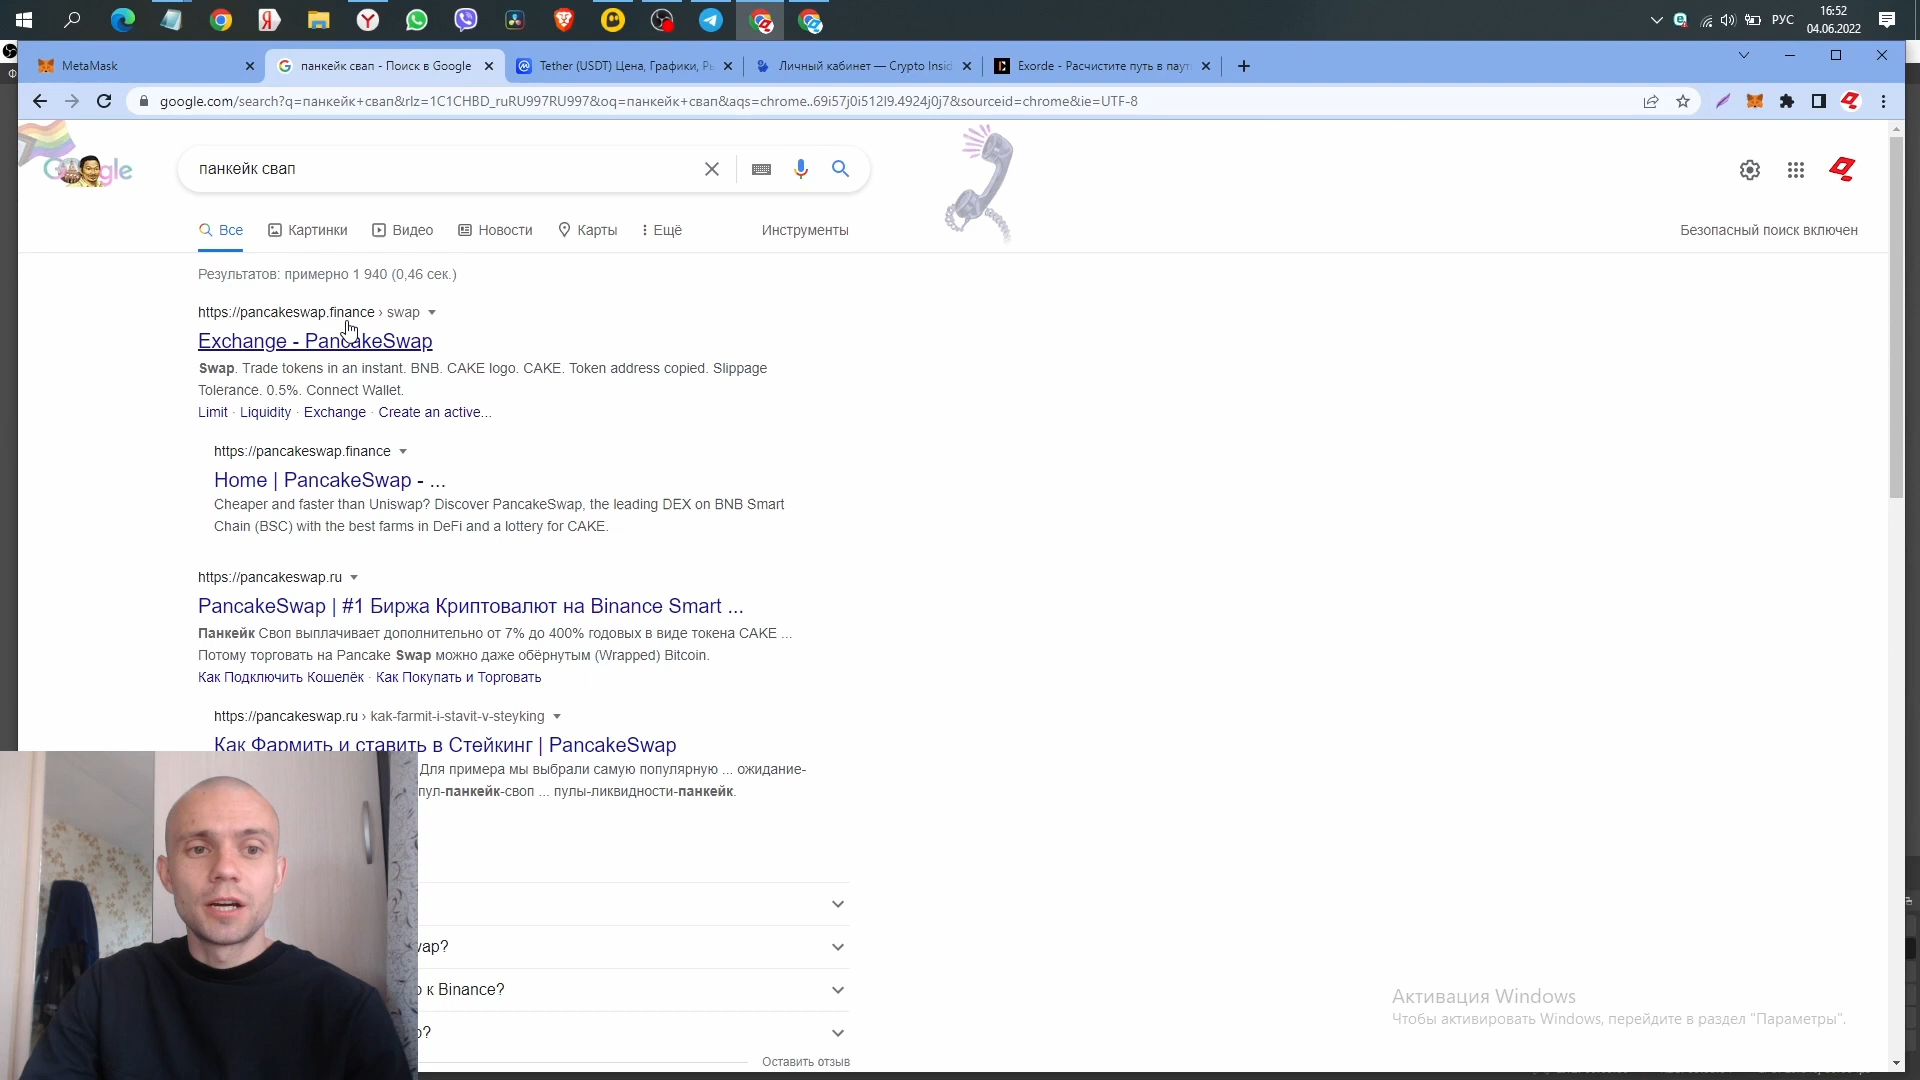 16:52
РУС
04.06.2022
MetaMask
панкейк свап - Поиск в Google
Tether (USDT) Цена, Графики, Ры
Личный кабинет — Crypto Insid
Exorde - Расчистите путь в паут
google.com/search?q=панкейк+свап&rlz=1C1CHBD_ruRU997RU997&oq=панкейк+свап&aqs=chrome..69i57j0i512l9.4924j0j7&sourceid=chrome&ie=UTF-8
Google
панкейк свап
Все
Картинки
Видео
Новости
Карты
Ещё
Инструменты
Безопасный поиск включен
Результатов: примерно 1 940 (0,46 сек.)
https://pancakeswap.finance › swap
Exchange - PancakeSwap
Swap. Trade tokens in an instant. BNB. CAKE logo. CAKE. Token address copied. Slippage
Tolerance. 0.5%. Connect Wallet.
Limit · Liquidity · Exchange · Create an active...
https://pancakeswap.finance
Home | PancakeSwap - ...
Cheaper and faster than Uniswap? Discover PancakeSwap, the leading DEX on BNB Smart
Chain (BSC) with the best farms in DeFi and a lottery for CAKE.
https://pancakeswap.ru
PancakeSwap | #1 Биржа Криптовалют на Binance Smart ...
Панкейк Своп выплачивает дополнительно от 7% до 400% годовых в виде токена CAKE ...
Потому торговать на Pancake Swap можно даже обёрнутым (Wrapped) Bitcoin.
Как Подключить Кошелёк · Как Покупать и Торговать
https://pancakeswap.ru › kak-farmit-i-stavit-v-steyking
Как Фармить и ставить в Стейкинг | PancakeSwap
Для примера мы выбрали самую популярную ... ожидание-
пул-панкейк-своп ... пулы-ликвидности-панкейк.
wap?
о к Binance?
о?
Оставить отзыв
Активация Windows
Чтобы активировать Windows, перейдите в раздел "Параметры".